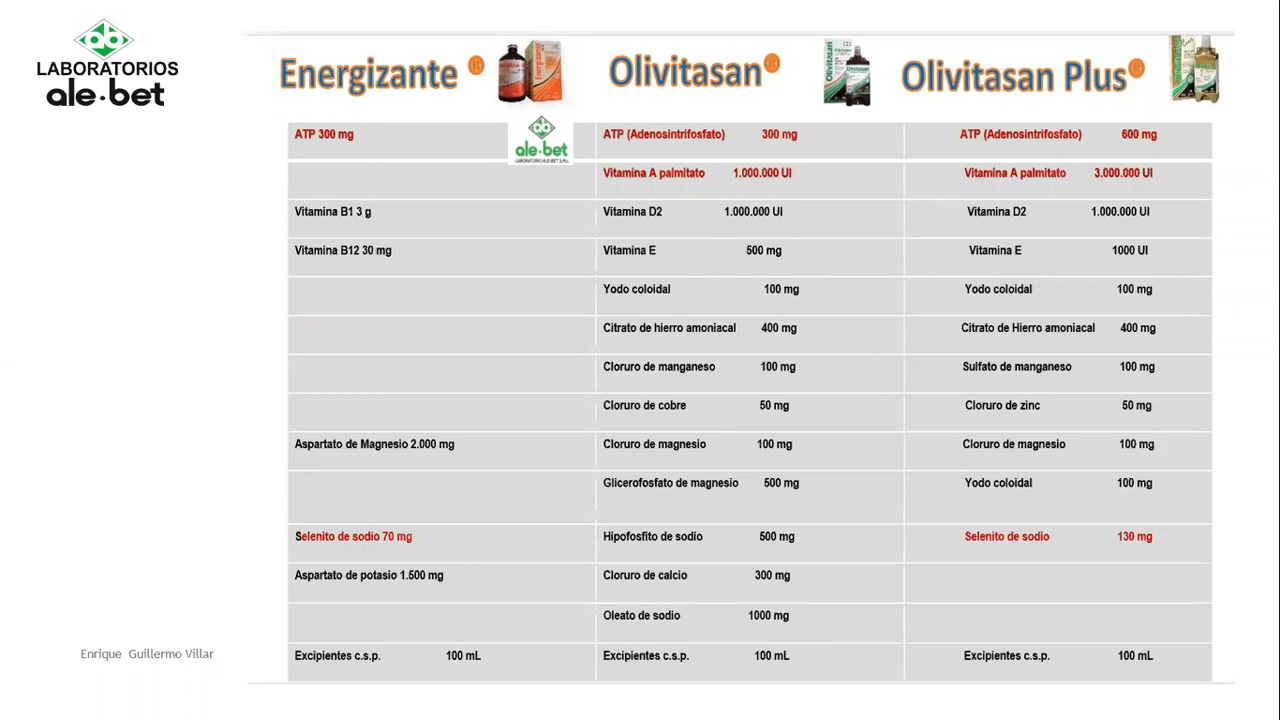 LABORATORIOS
ale·bet
Energizante ®
Olivitasan®
Olivitasan Plus®
ATP 300 mg
ale·bet
ATP (Adenosintrifosfato) 300 mg
ATP (Adenosintrifosfato) 600 mg
Vitamina A palmitato 1.000.000 UI
Vitamina A palmitato 3.000.000 UI
Vitamina B1 3 g
Vitamina D2 1.000.000 UI
Vitamina D2 1.000.000 UI
Vitamina B12 30 mg
Vitamina E 500 mg
Vitamina E 1000 UI
Yodo coloidal 100 mg
Yodo coloidal 100 mg
Citrato de hierro amoniacal 400 mg
Citrato de Hierro amoniacal 400 mg
Cloruro de manganeso 100 mg
Sulfato de manganeso 100 mg
Cloruro de cobre 50 mg
Cloruro de zinc 50 mg
Aspartato de Magnesio 2.000 mg
Cloruro de magnesio 100 mg
Cloruro de magnesio 100 mg
Glicerofosfato de magnesio 500 mg
Yodo coloidal 100 mg
Selenito de sodio 70 mg
Hipofosfito de sodio 500 mg
Selenito de sodio 130 mg
Aspartato de potasio 1.500 mg
Cloruro de calcio 300 mg
Oleato de sodio 1000 mg
Excipientes c.s.p. 100 mL
Excipientes c.s.p. 100 mL
Excipientes c.s.p. 100 mL
Enrique Guillermo Villar